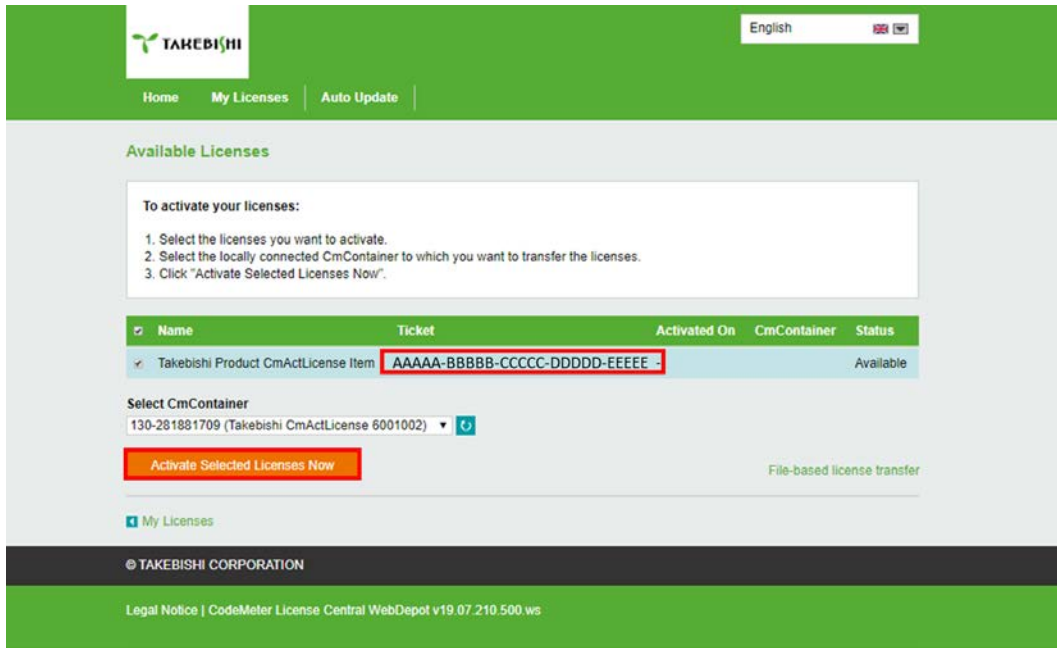 TAKEBISHI
English
Home My Licenses Auto Update
Available Licenses
To activate your licenses:
1. Select the licenses you want to activate.
2. Select the locally connected CmContainer to which you want to transfer the licenses.
3. Click "Activate Selected Licenses Now".
Name Ticket Activated On CmContainer Status
Takebishi Product CmActLicense Item AAAAA-BBBBB-CCCCC-DDDDD-EEEEE - Available
Select CmContainer
130-281881709 (Takebishi CmActLicense 6001002)
Activate Selected Licenses Now
File-based license transfer
My Licenses
© TAKEBISHI CORPORATION
Legal Notice | CodeMeter License Central WebDepot v19.07.210.500.ws